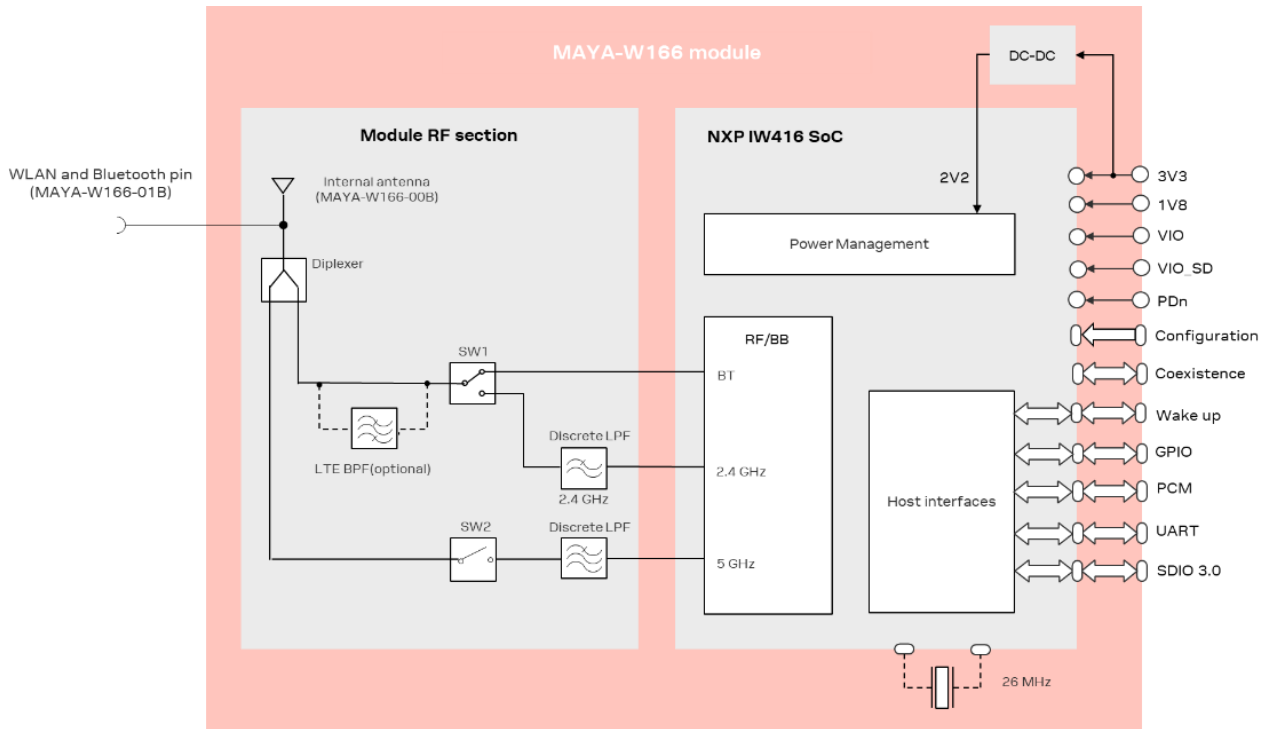 MAYA-W166 module
DC-DC
Module RF section
NXP IW416 SoC
WLAN and Bluetooth pin
(MAYA-W166-01B)
Internal antenna
(MAYA-W166-00B)
2V2
3V3
1V8
Power Management
VIO
Diplexer
VIO_SD
PDn
RF/BB
Configuration
SW1
BT
Coexistence
Wake up
Discrete LPF
GPIO
LTE BPF(optional)
2.4 GHz
PCM
2.4 GHz
Host interfaces
SW2
Discrete LPF
UART
5 GHz
SDIO 3.0
26 MHz